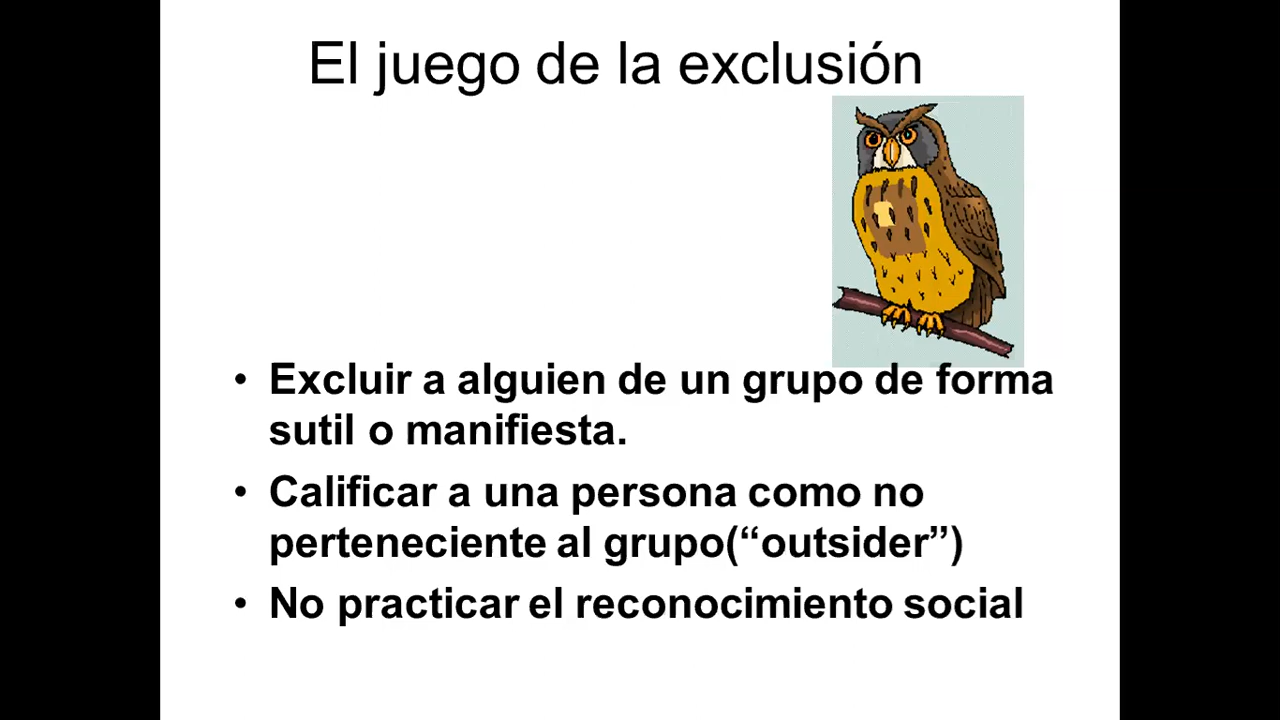 El juego de la exclusión
• Excluir a alguien de un grupo de forma
sutil o manifiesta.
• Calificar a una persona como no
perteneciente al grupo(“outsider”)
• No practicar el reconocimiento social